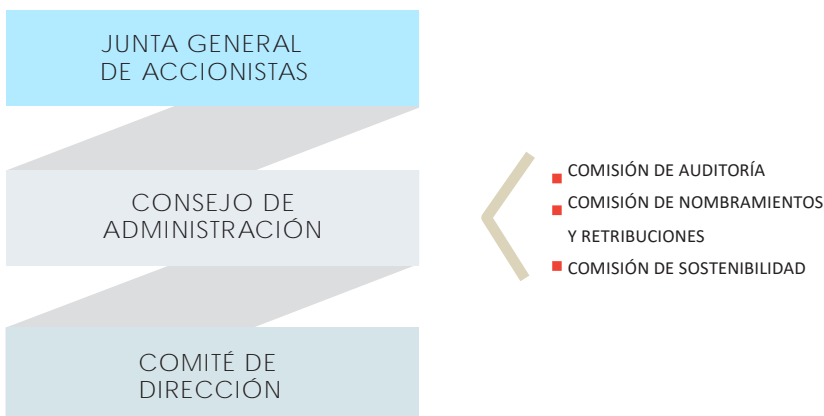 JUNTA GENERAL
DE ACCIONISTAS
CONSEJO DE
ADMINISTRACIÓN
COMISIÓN DE AUDITORÍA
COMISIÓN DE NOMBRAMIENTOS
Y RETRIBUCIONES
COMISIÓN DE SOSTENIBILIDAD
COMITÉ DE
DIRECCIÓN